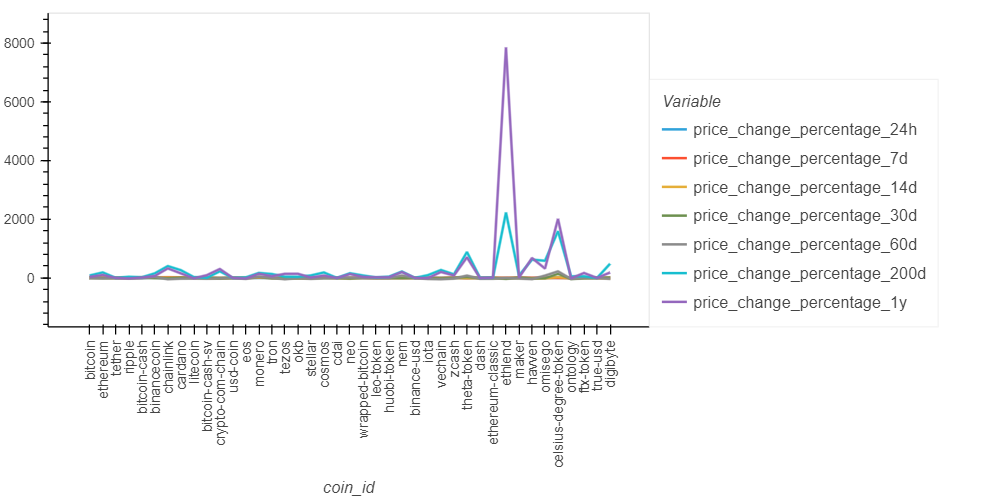 8000
6000
4000
2000
0
bitcoin
ethereum
tether
ripple
bitcoin-cash
binancecoin
chainlink
cardano
litecoin
bitcoin-cash-sv
crypto-com-chain
usd-coin
eos
monero
tron
tezos
okb
stellar
cosmos
cdai
neo
wrapped-bitcoin
leo-token
huobi-token
nem
binance-usd
iota
vechain
zcash
theta-token
dash
ethereum-classic
ethlend
maker
havven
omisego
celsius-degree-token
ontology
ftx-token
true-usd
digibyte
coin_id
Variable
price_change_percentage_24h
price_change_percentage_7d
price_change_percentage_14d
price_change_percentage_30d
price_change_percentage_60d
price_change_percentage_200d
price_change_percentage_1y